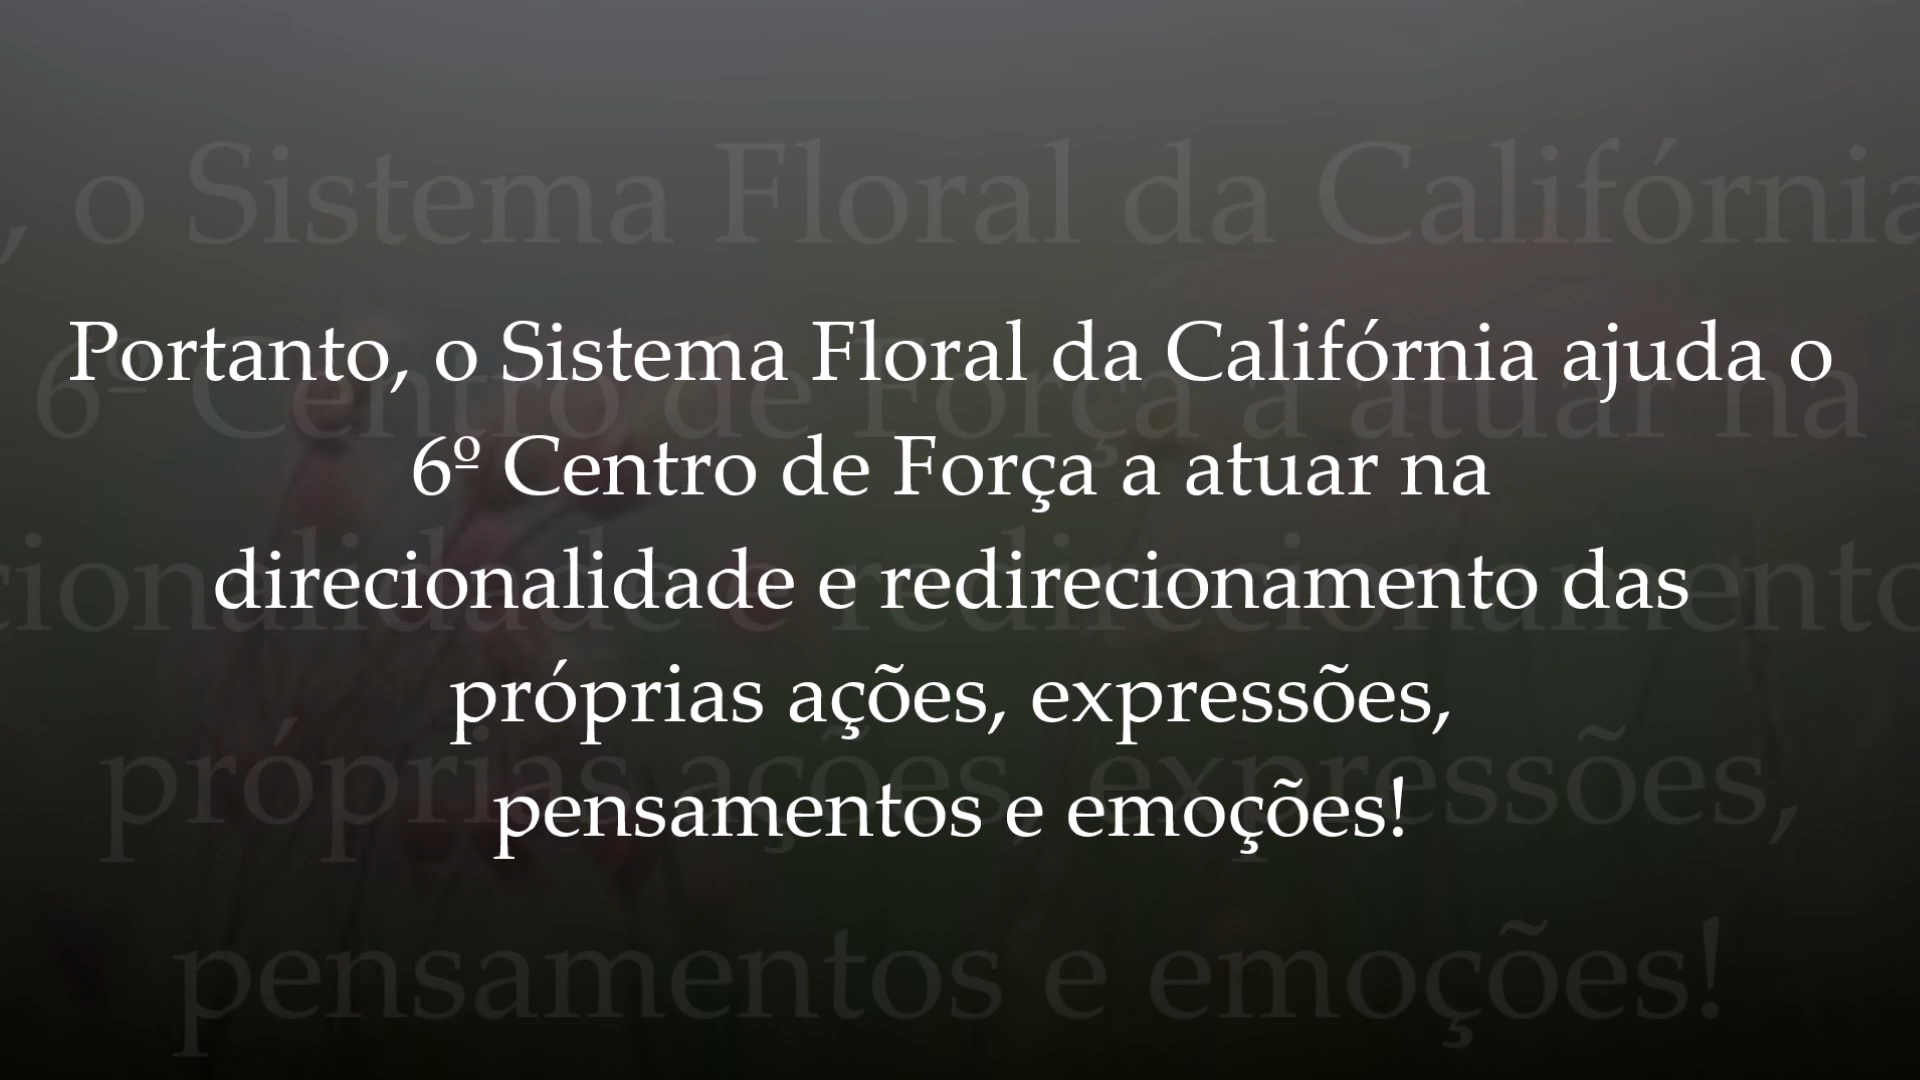 Portanto, o Sistema Floral da Califórnia ajuda o
6º Centro de Força a atuar na
direcionalidade e redirecionamento das
próprias ações, expressões,
pensamentos e emoções!